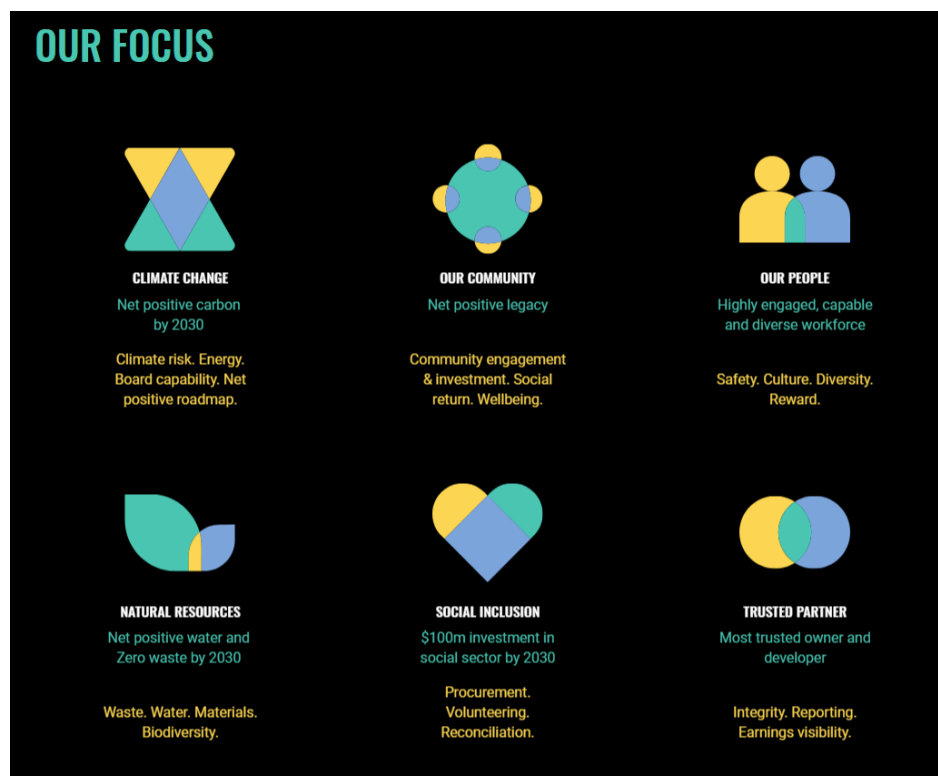 OUR FOCUS
CLIMATE CHANGE
Net positive carbon
by 2030
Climate risk. Energy.
Board capability. Net
positive roadmap.
OUR COMMUNITY
Net positive legacy
Community engagement
& investment. Social
return. Wellbeing.
OUR PEOPLE
Highly engaged, capable
and diverse workforce
Safety. Culture. Diversity.
Reward.
NATURAL RESOURCES
Net positive water and
Zero waste by 2030
Waste. Water. Materials.
Biodiversity.
SOCIAL INCLUSION
$100m investment in
social sector by 2030
Procurement.
Volunteering.
Reconciliation.
TRUSTED PARTNER
Most trusted owner and
developer
Integrity. Reporting.
Earnings visibility.